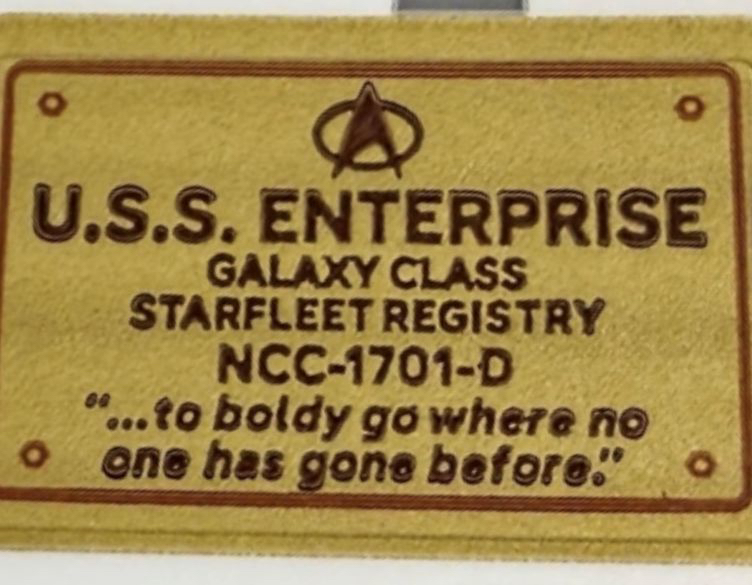 U.S.S. ENTERPRISE
GALAXY CLASS
STARFLEET REGISTRY
NCC-1701-D
“...to boldy go where no
one has gone before.”